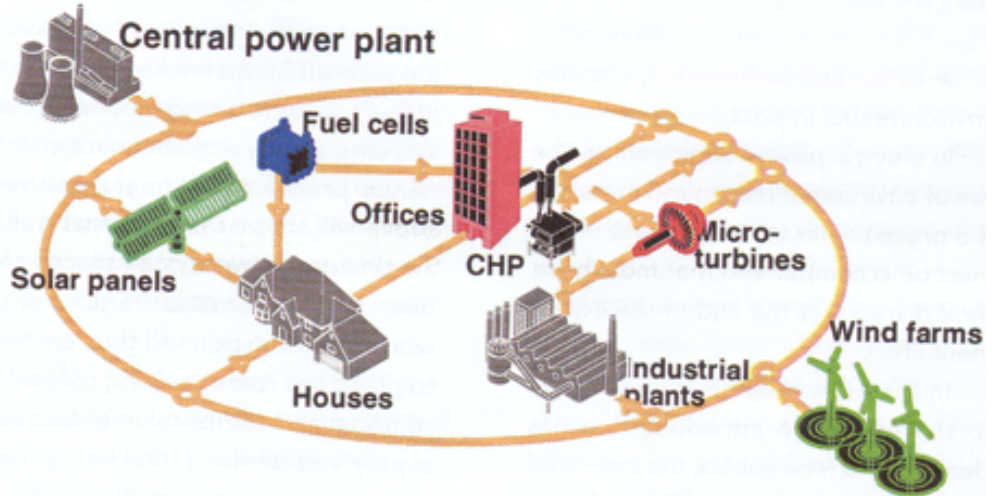 Central power plant
Fuel cells
Offices
Solar panels
CHP
Micro-
turbines
Houses
Industrial
plants
Wind farms